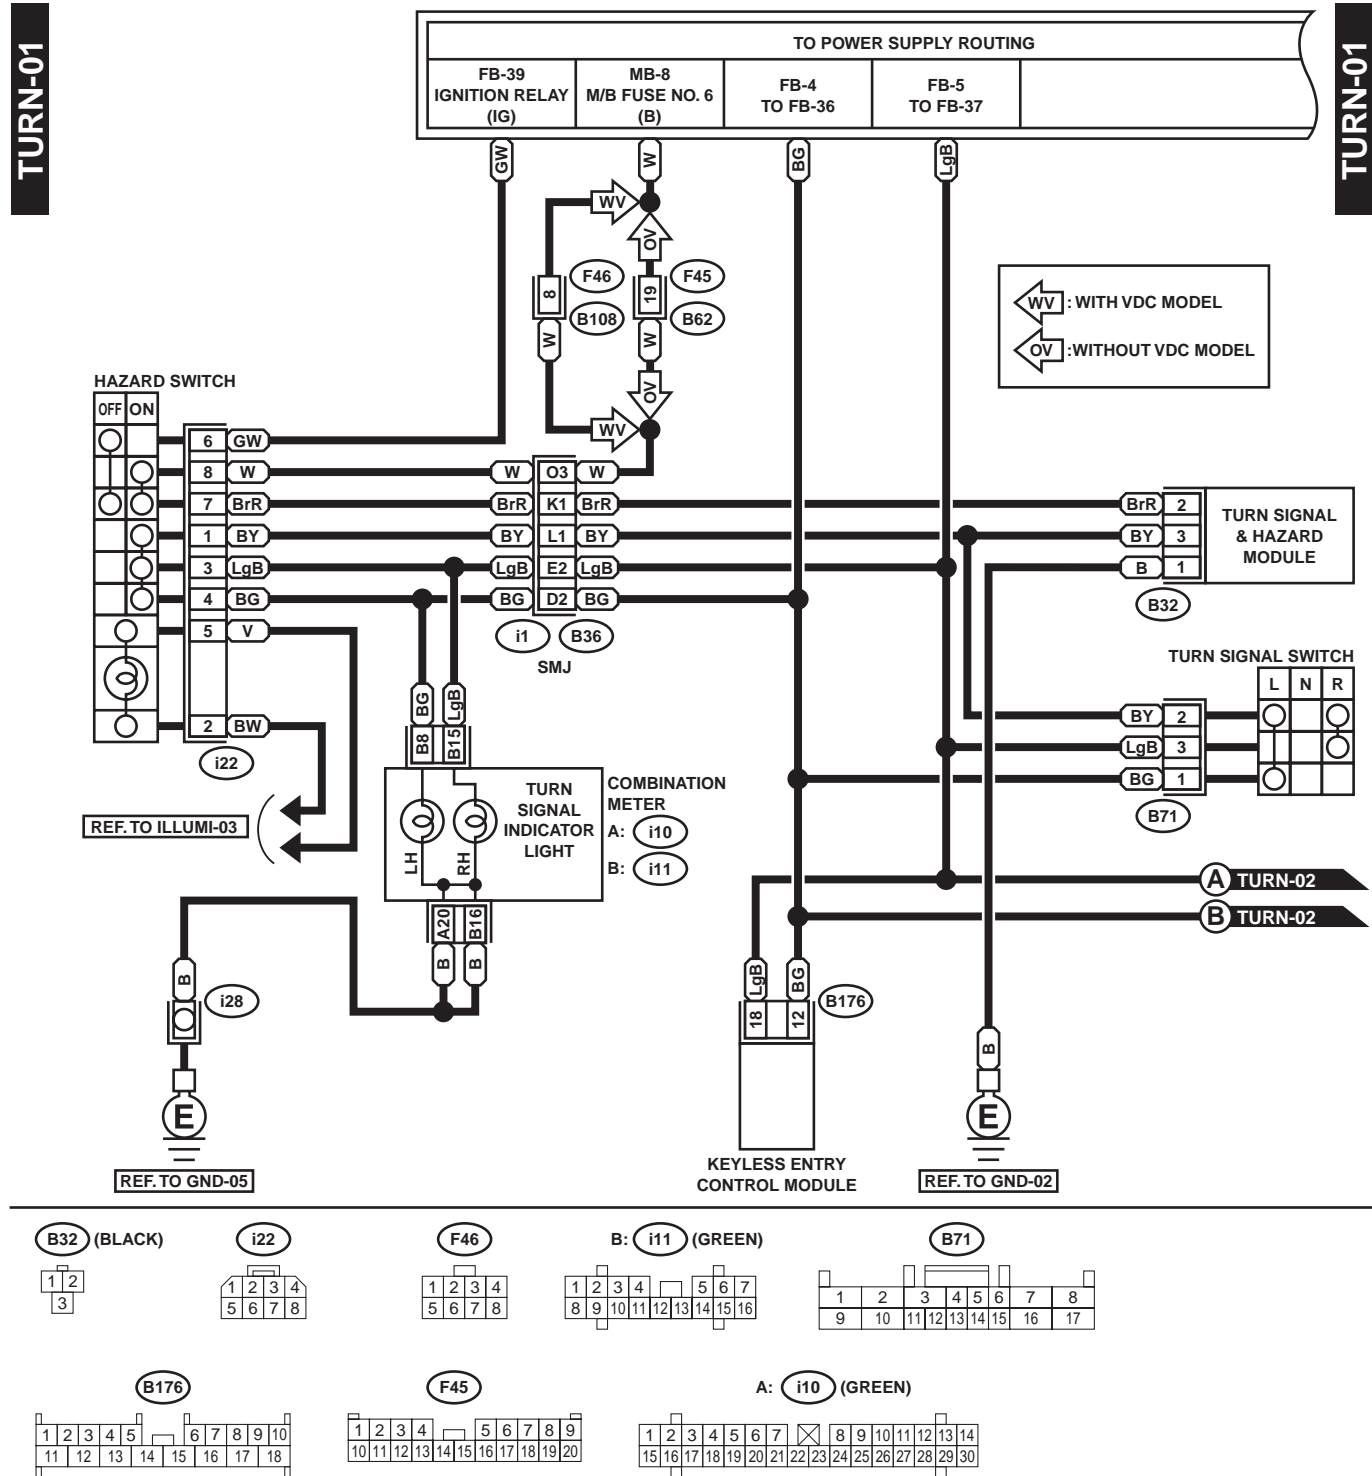 TURN-01
TURN-01
TO POWER SUPPLY ROUTING
FB-39
IGNITION RELAY
(IG)
MB-8
M/B FUSE NO. 6
(B)
FB-4
TO FB-36
FB-5
TO FB-37
GW
W
BG
LgB
WV
OV
8
19
F46
B108
F45
B62
W
W
OV
WV
WV : WITH VDC MODEL
OV :WITHOUT VDC MODEL
HAZARD SWITCH
OFF ON
6 GW
8 W W O3 W
7 BrR BrR K1 BrR BrR 2
1 BY BY L1 BY BY 3
3 LgB LgB E2 LgB B 1
4 BG BG D2 BG
5 V
2 BW
i22
i1 B36
SMJ
TURN SIGNAL
& HAZARD
MODULE
B32
TURN SIGNAL SWITCH
L N R
BY 2
LgB 3
BG 1
B71
BG LgB
B8 B15
TURN
SIGNAL
INDICATOR
LIGHT
LH RH
COMBINATION
METER
A: i10
B: i11
REF. TO ILLUMI-03
A20 B16
B B
A TURN-02
B TURN-02
B
i28
E
REF. TO GND-05
LgB BG
18 12
B176
KEYLESS ENTRY
CONTROL MODULE
B
E
REF. TO GND-02
B32 (BLACK)
1 2
3
i22
1 2 3 4
5 6 7 8
F46
1 2 3 4
5 6 7 8
B: i11 (GREEN)
1 2 3 4 5 6 7
8 9 10 11 12 13 14 15 16
B71
1 2 3 4 5 6 7 8
9 10 11 12 13 14 15 16 17
B176
1 2 3 4 5 6 7 8 9 10
11 12 13 14 15 16 17 18
F45
1 2 3 4 5 6 7 8 9
10 11 12 13 14 15 16 17 18 19 20
A: i10 (GREEN)
1 2 3 4 5 6 7 8 9 10 11 12 13 14
15 16 17 18 19 20 21 22 23 24 25 26 27 28 29 30